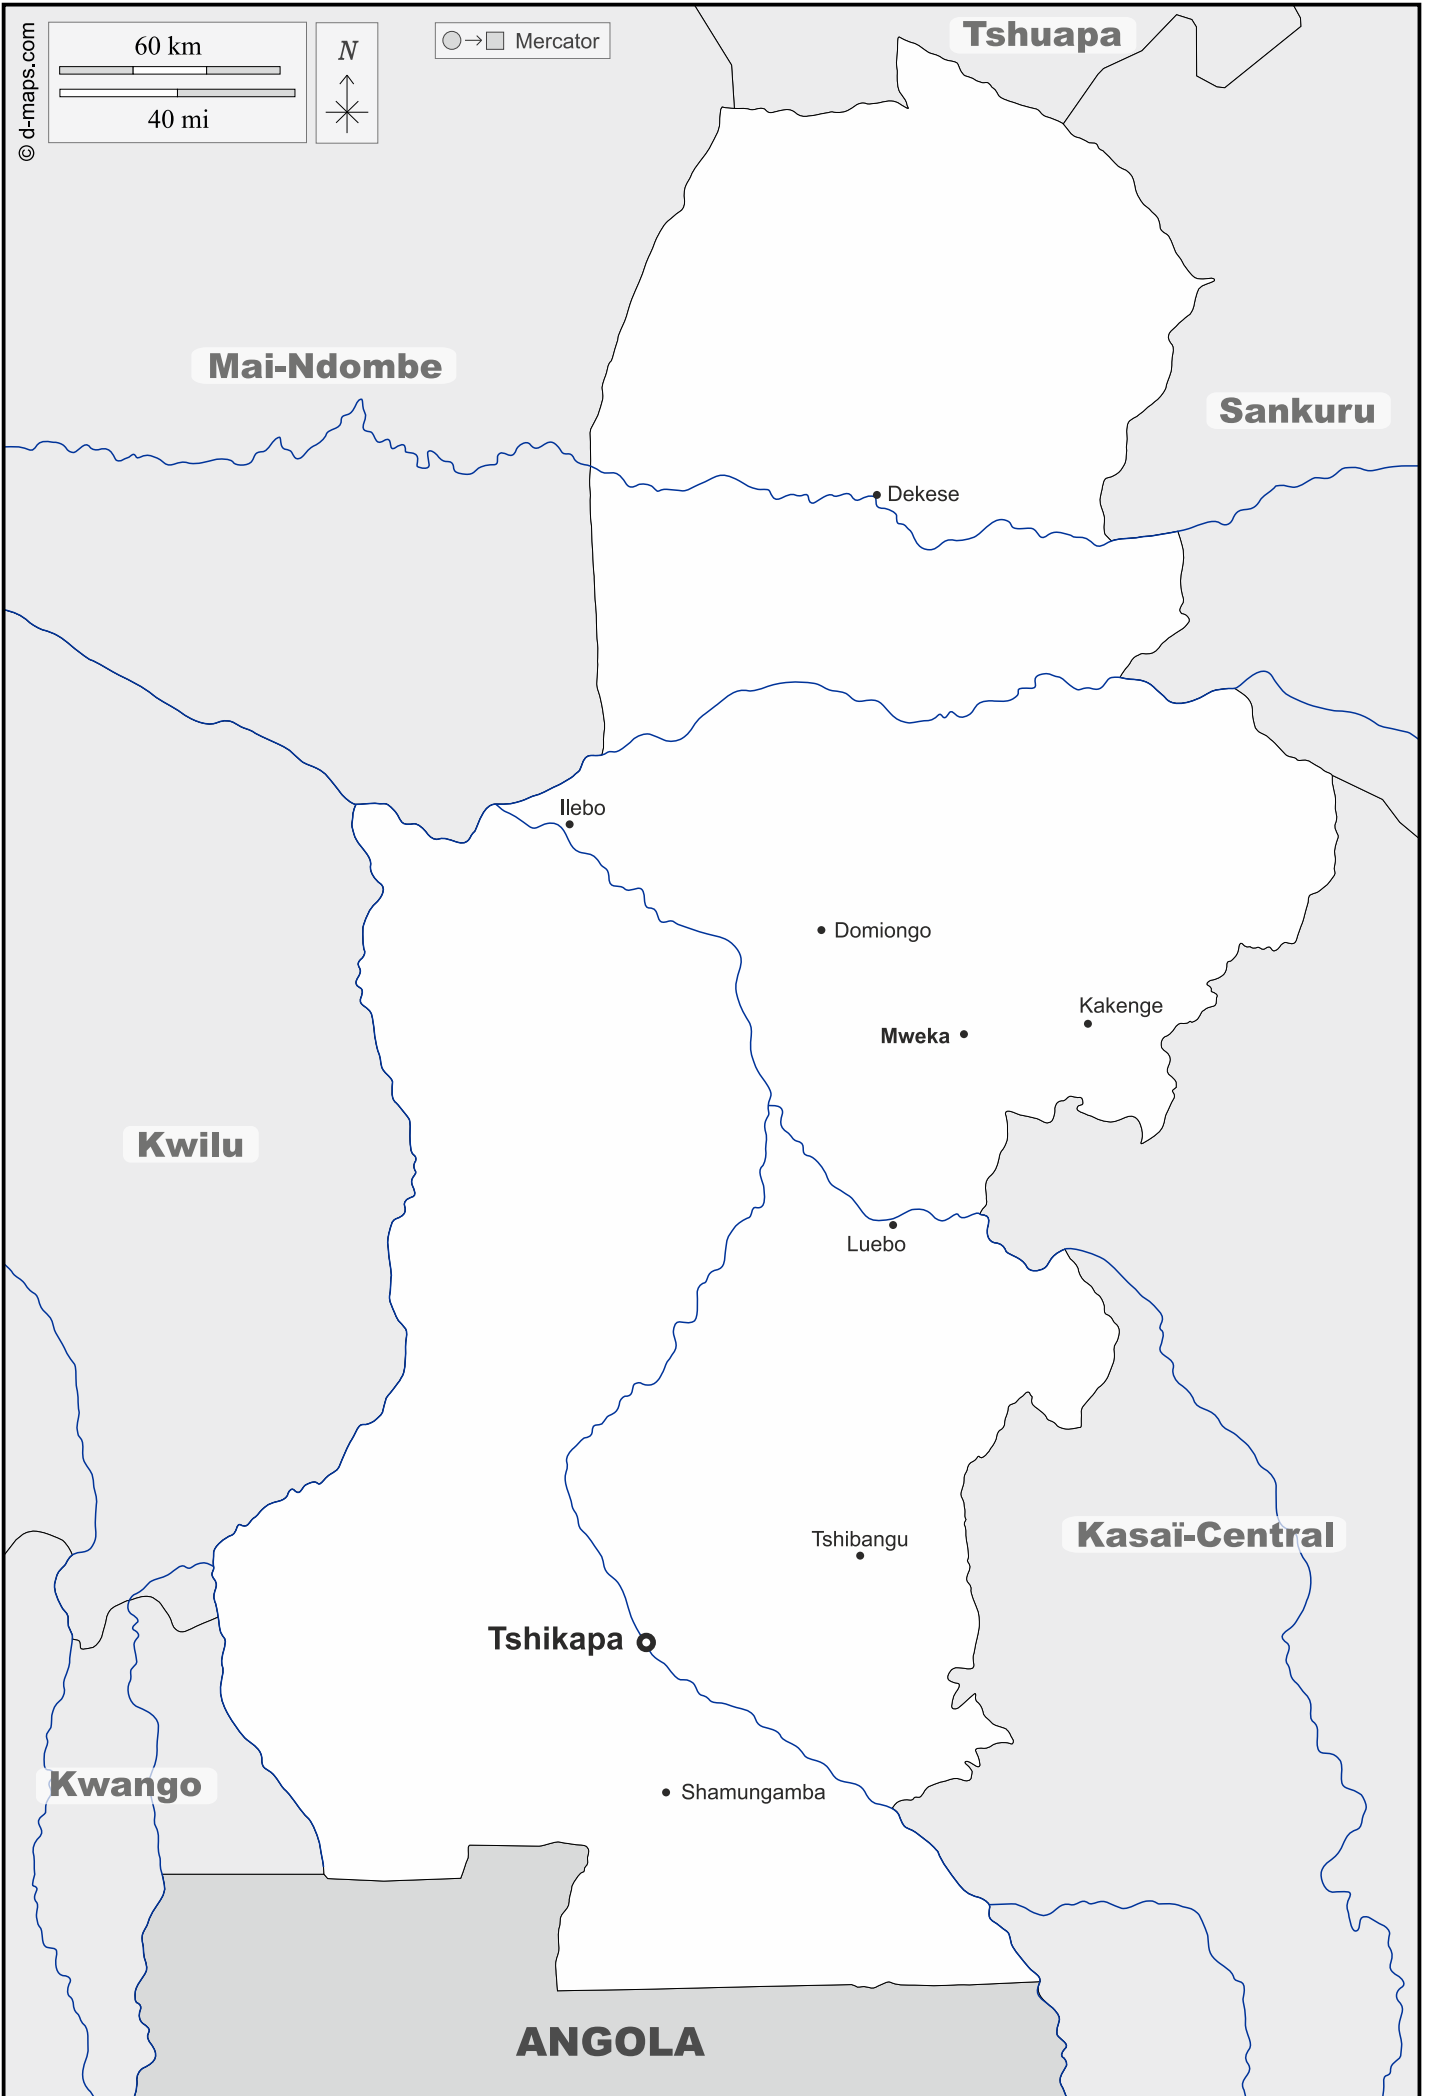 © d-maps.com
60 km
40 mi
N
Mercator
Tshuapa
Mai-Ndombe
Sankuru
Dekese
Ilebo
Domiongo
Kakenge
Mweka
Kwilu
Luebo
Tshibangu
Kasaï-Central
Tshikapa
Kwango
Shamungamba
ANGOLA